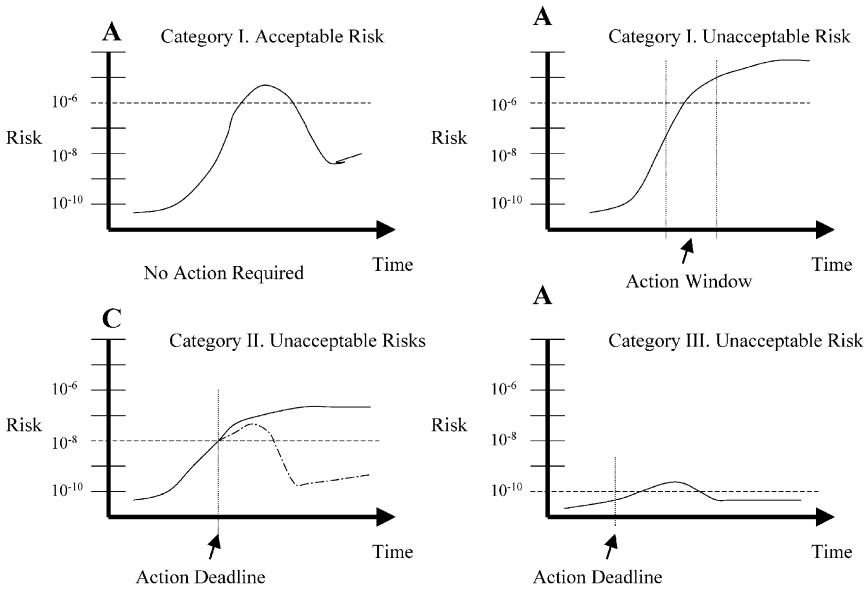 A
Category I. Acceptable Risk
10-6
Risk
10-8
10-10
Time
No Action Required
A
Category I. Unacceptable Risk
10-6
Risk
10-8
10-10
Time
Action Window
C
Category II. Unacceptable Risks
10-6
Risk
10-8
10-10
Time
Action Deadline
A
Category III. Unacceptable Risk
10-6
Risk
10-8
10-10
Time
Action Deadline